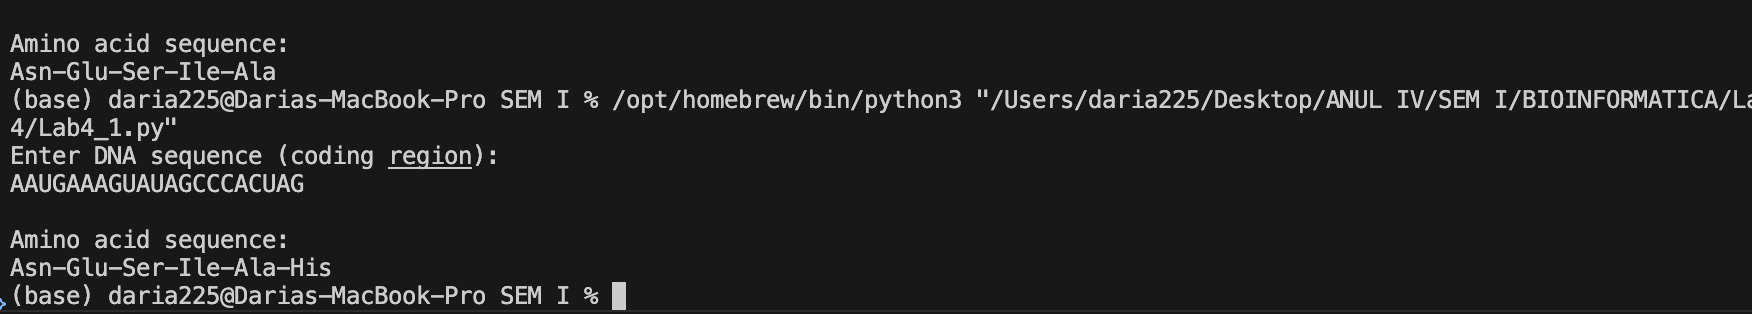 Amino acid sequence:
Asn-Glu-Ser-Ile-Ala
(base) daria225@Darias-MacBook-Pro SEM I % /opt/homebrew/bin/python3 "/Users/daria225/Desktop/ANUL IV/SEM I/BIOINFORMATICA/La
4/Lab4_1.py"
Enter DNA sequence (coding region):
AAUGAAAGUAUAGCCCACUAG
Amino acid sequence:
Asn-Glu-Ser-Ile-Ala-His
(base) daria225@Darias-MacBook-Pro SEM I %